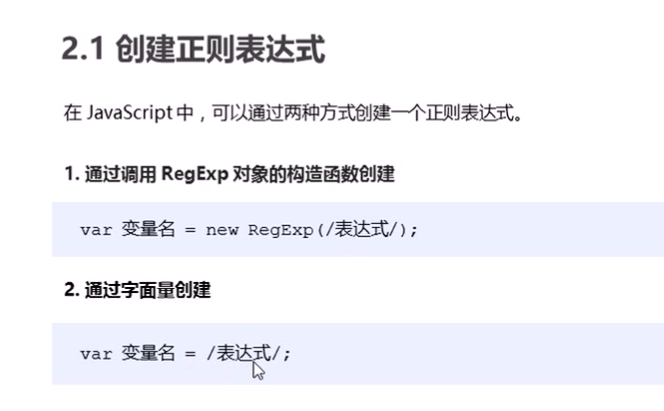 2.1 创建正则表达式
在 JavaScript 中，可以通过两种方式创建一个正则表达式。
1. 通过调用 RegExp 对象的构造函数创建
var 变量名 = new RegExp(/表达式/);
2. 通过字面量创建
var 变量名 = /表达式/;